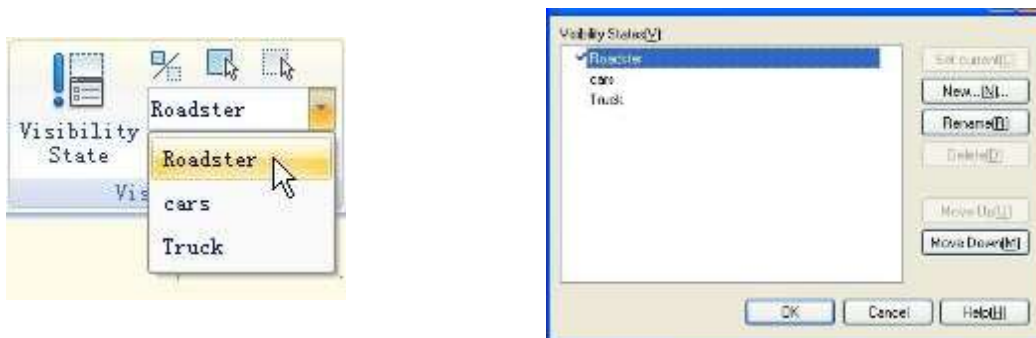 Roadster
Visibility
State
Vis
Roadster
cars
Truck
Visibility States(V)
Roadster
cars
Truck
Set current(C)
New...(N)...
Rename(R)
Delete(D)
Move Up(U)
Move Down(M)
OK
Cancel
Help(H)